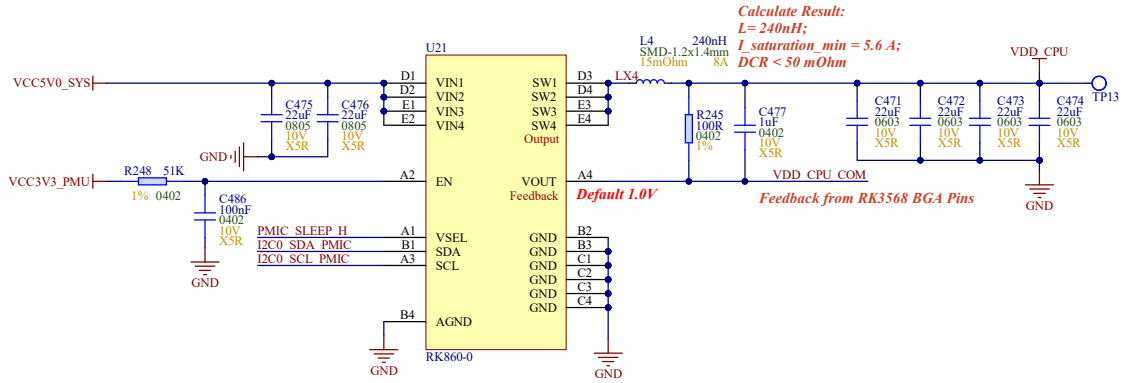 Calculate Result:
L= 240nH;
I_saturation_min = 5.6 A;
DCR < 50 mOhm
U21
L4 240nH
SMD-1.2x1.4mm
15mOhm 8A
VDD_CPU
VCC5V0_SYS
D1 VIN1
D2 VIN2
E1 VIN3
E2 VIN4
SW1 D3
SW2 D4
SW3 E3
SW4 E4
Output
LX4
TP13
C475
22uF
0805
10V
X5R
C476
22uF
0805
10V
X5R
GND
R245
100R
0402
1%
C477
1uF
0402
10V
X5R
C471
22uF
0603
10V
X5R
C472
22uF
0603
10V
X5R
C473
22uF
0603
10V
X5R
C474
22uF
0603
10V
X5R
GND
VCC3V3_PMU
R248 51K
1% 0402
A2 EN
VOUT A4
Feedback
Default 1.0V
VDD_CPU_COM
Feedback from RK3568 BGA Pins
C486
100nF
0402
10V
X5R
GND
PMIC_SLEEP_H A1 VSEL
I2C0_SDA_PMIC B1 SDA
I2C0_SCL_PMIC A3 SCL
GND B2
GND B3
GND C1
GND C2
GND C3
GND C4
B4 AGND
GND
GND
RK860-0